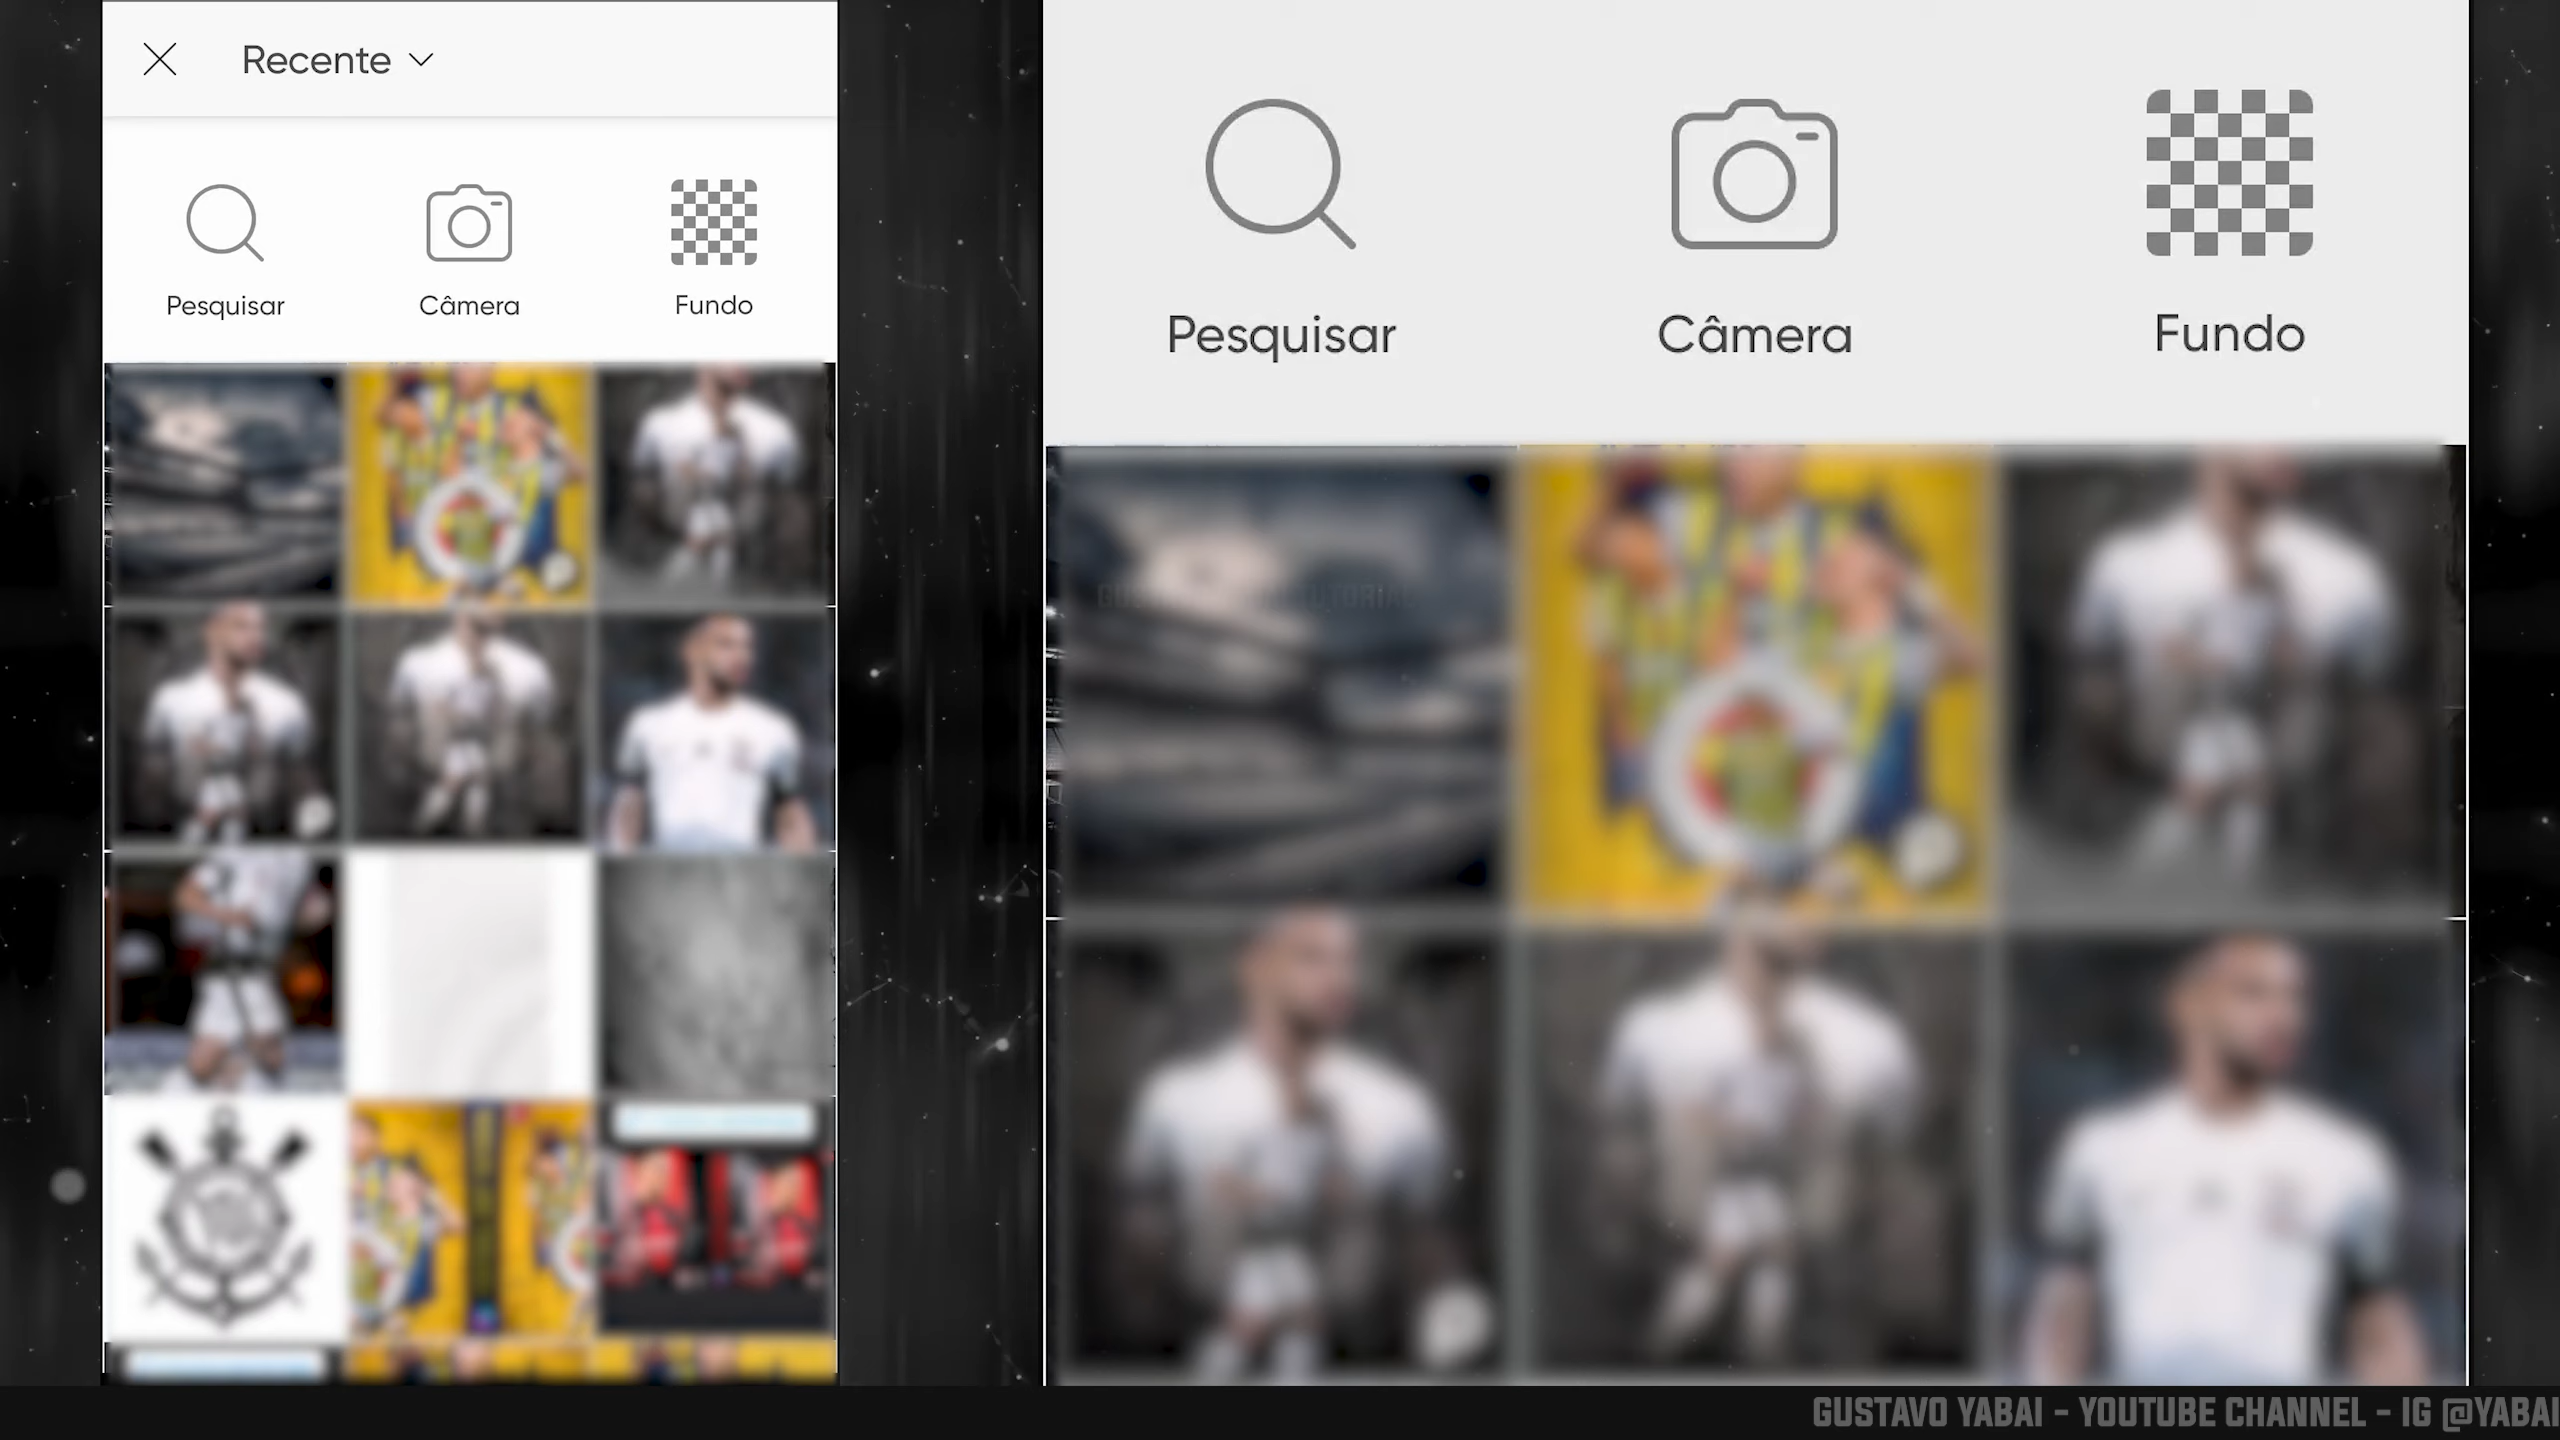 Recente
Pesquisar
Câmera
Fundo
Pesquisar
Câmera
Fundo
GUSTAVO YABAI - YOUTUBE CHANNEL - IG @YABAI